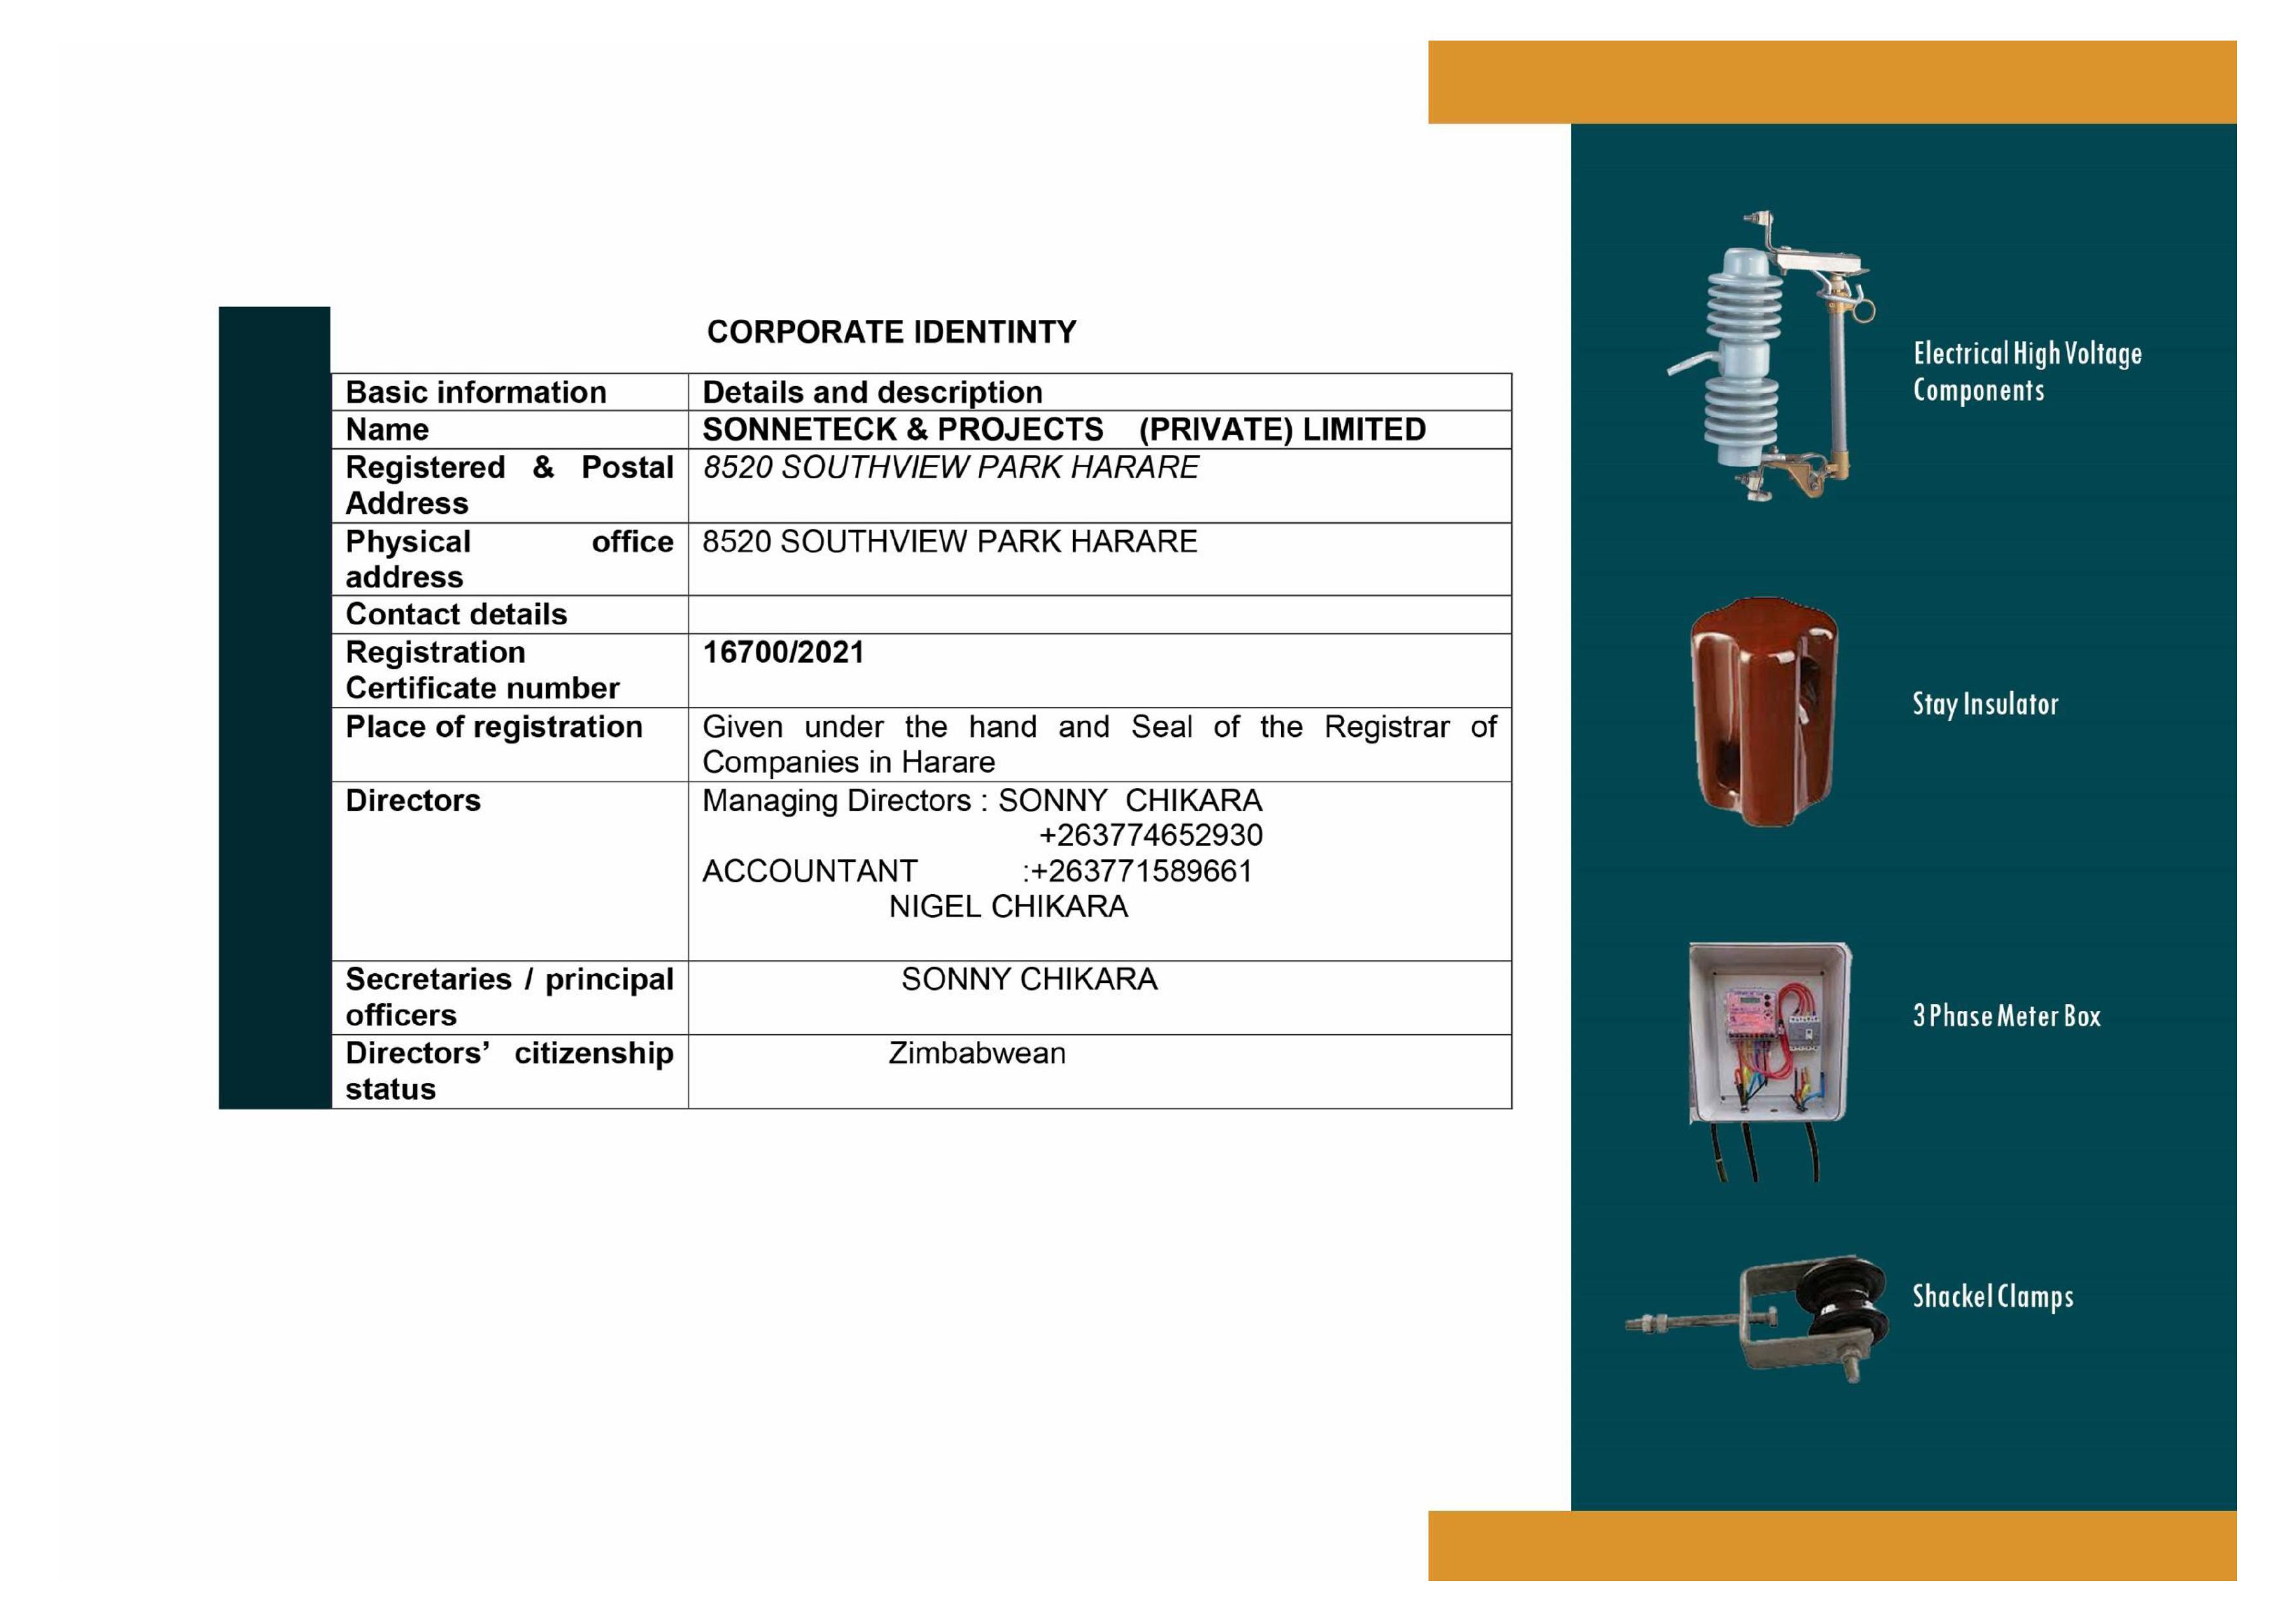 CORPORATE IDENTINTY
Basic information Details and description
Name SONNETECK & PROJECTS (PRIVATE) LIMITED
Registered & Postal 8520 SOUTHVIEW PARK HARARE
Address
Physical office 8520 SOUTHVIEW PARK HARARE
address
Contact details
Registration 16700/2021
Certificate number
Place of registration Given under the hand and Seal of the Registrar of
Companies in Harare
Directors Managing Directors : SONNY CHIKARA
+263774652930
ACCOUNTANT :+263771589661
NIGEL CHIKARA
Secretaries / principal SONNY CHIKARA
officers
Directors’ citizenship Zimbabwean
status
Electrical High Voltage
Components
Stay Insulator
3 Phase Meter Box
Shackel Clamps